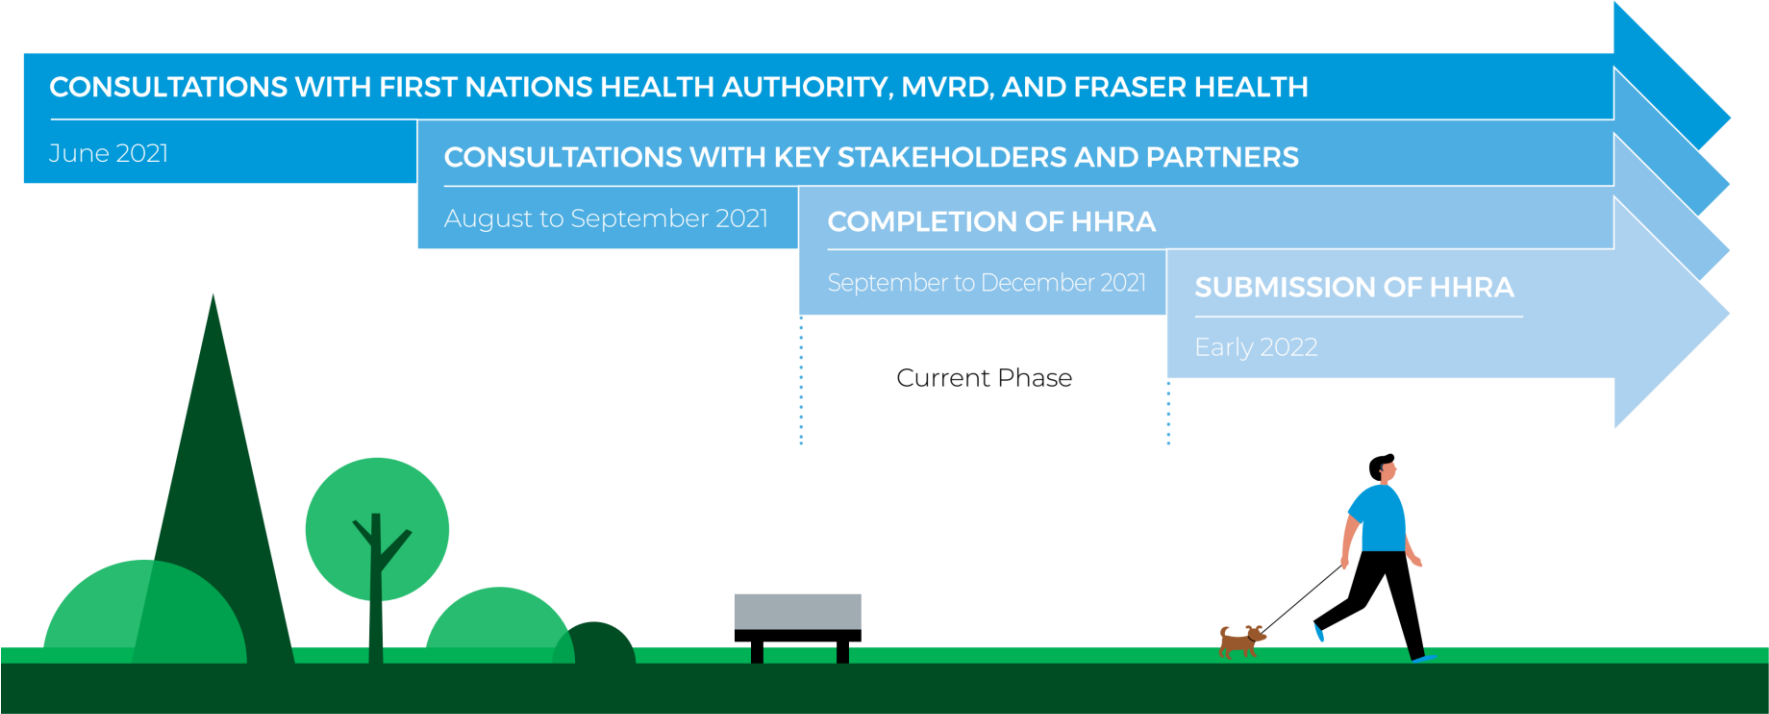 CONSULTATIONS WITH FIRST NATIONS HEALTH AUTHORITY, MVRD, AND FRASER HEALTH
June 2021
CONSULTATIONS WITH KEY STAKEHOLDERS AND PARTNERS
August to September 2021
COMPLETION OF HHRA
September to December 2021
SUBMISSION OF HHRA
Early 2022
Current Phase